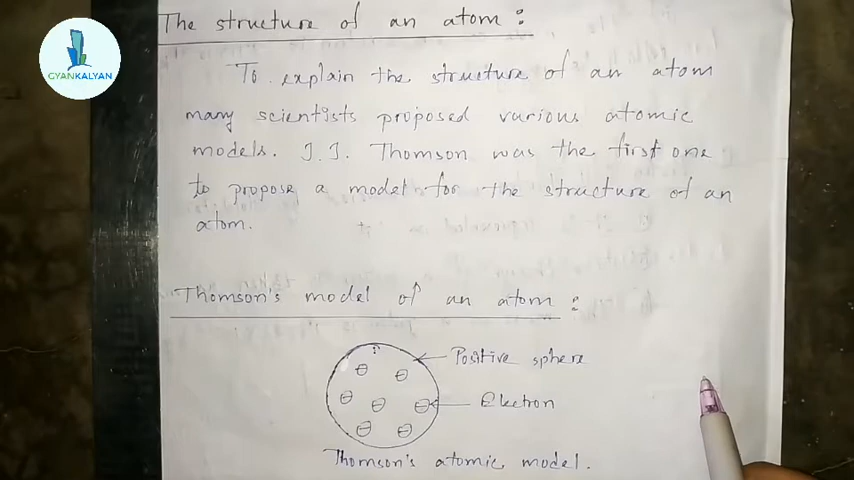 The structure of an atom :
GYANKALYAN
To explain the structure of an atom
many scientists proposed various atomic
models. J.J. Thomson was the first one
to propose a model for the structure of an
atom.
Thomson's model of an atom :
Positive sphere
Electron
Thomson's atomic model.